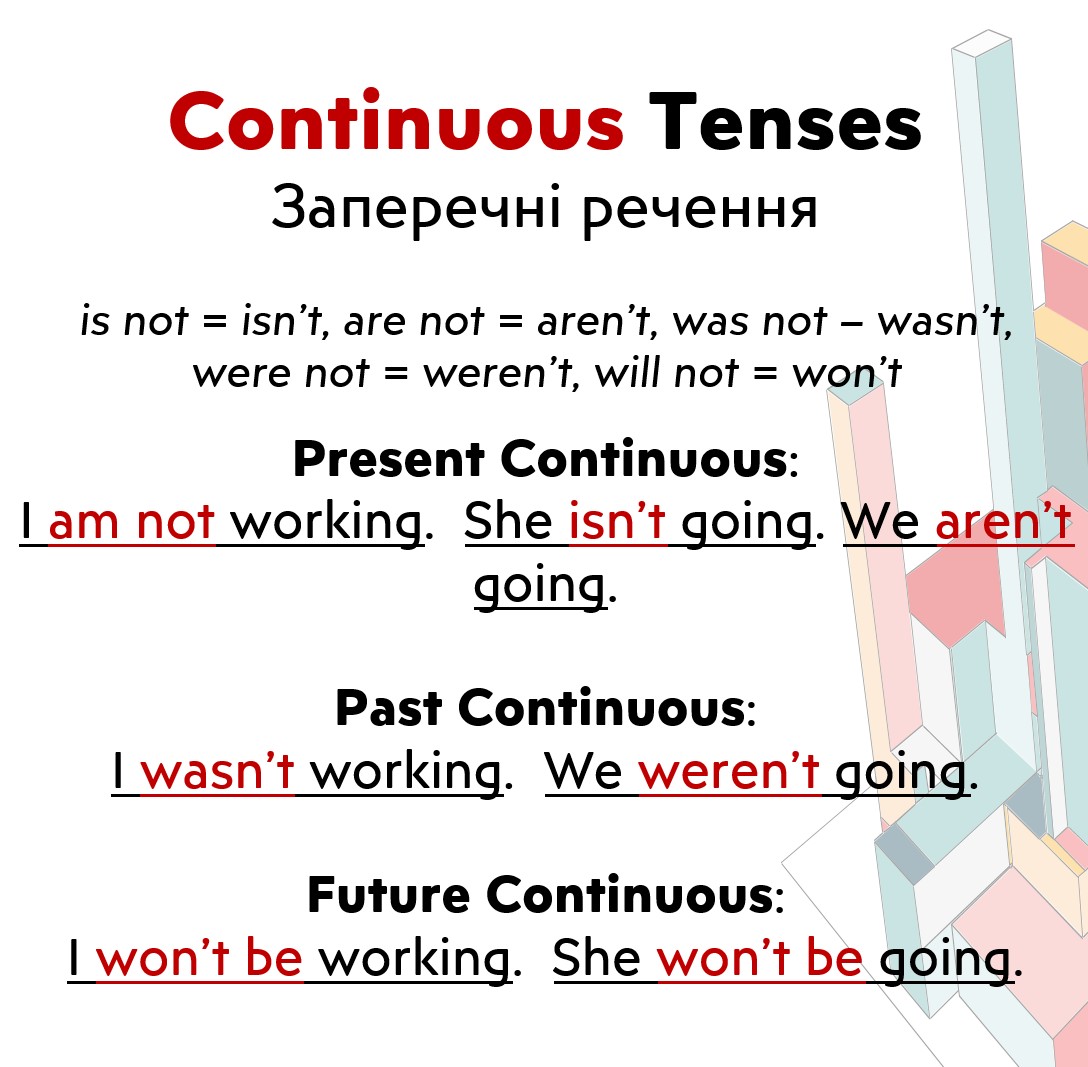 Continuous Tenses
Заперечні речення
is not = isn’t, are not = aren’t, was not – wasn’t,
were not = weren’t, will not = won’t
Present Continuous:
I am not working.  She isn’t going. We aren’t
going.
Past Continuous:
I wasn’t working.  We weren’t going.
Future Continuous:
I won’t be working.  She won’t be going.